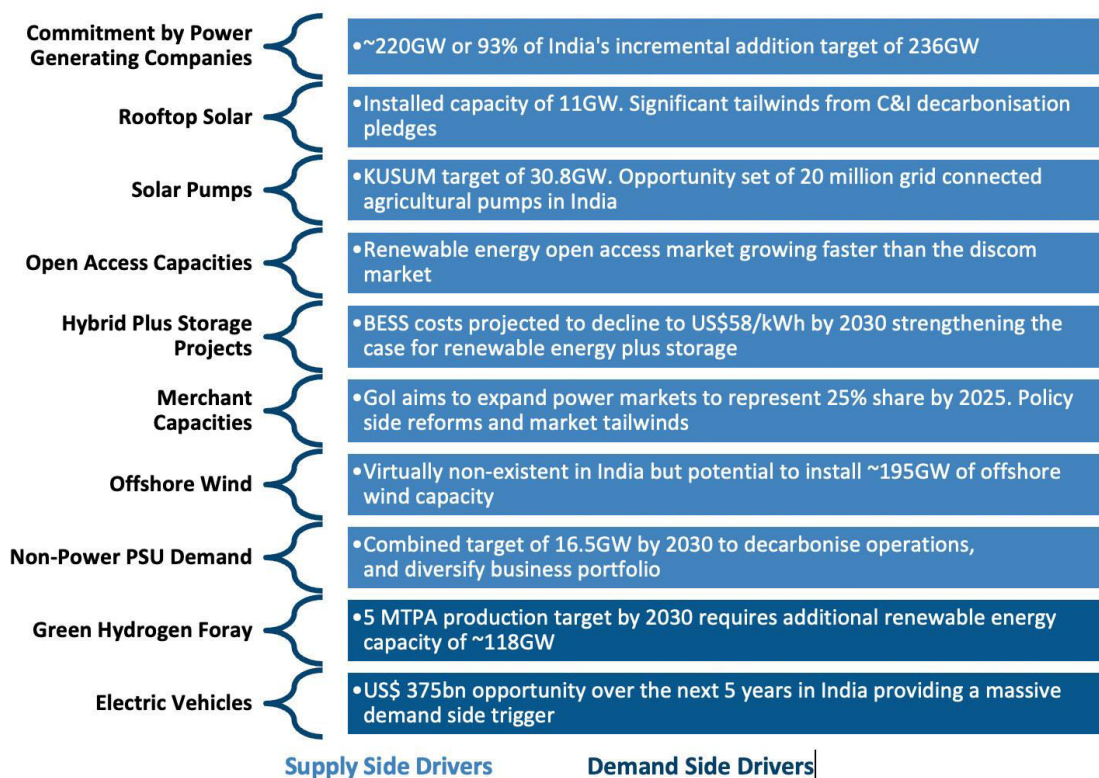 Commitment by Power
Generating Companies
•~220GW or 93% of India's incremental addition target of 236GW
Rooftop Solar
•Installed capacity of 11GW. Significant tailwinds from C&I decarbonisation
pledges
Solar Pumps
•KUSUM target of 30.8GW. Opportunity set of 20 million grid connected
agricultural pumps in India
Open Access Capacities
•Renewable energy open access market growing faster than the discom
market
Hybrid Plus Storage
Projects
•BESS costs projected to decline to US$58/kWh by 2030 strengthening the
case for renewable energy plus storage
Merchant
Capacities
•GoI aims to expand power markets to represent 25% share by 2025. Policy
side reforms and market tailwinds
Offshore Wind
•Virtually non-existent in India but potential to install ~195GW of offshore
wind capacity
Non-Power PSU Demand
•Combined target of 16.5GW by 2030 to decarbonise operations,
and diversify business portfolio
Green Hydrogen Foray
•5 MTPA production target by 2030 requires additional renewable energy
capacity of ~118GW
Electric Vehicles
•US$ 375bn opportunity over the next 5 years in India providing a massive
demand side trigger
Supply Side Drivers
Demand Side Drivers